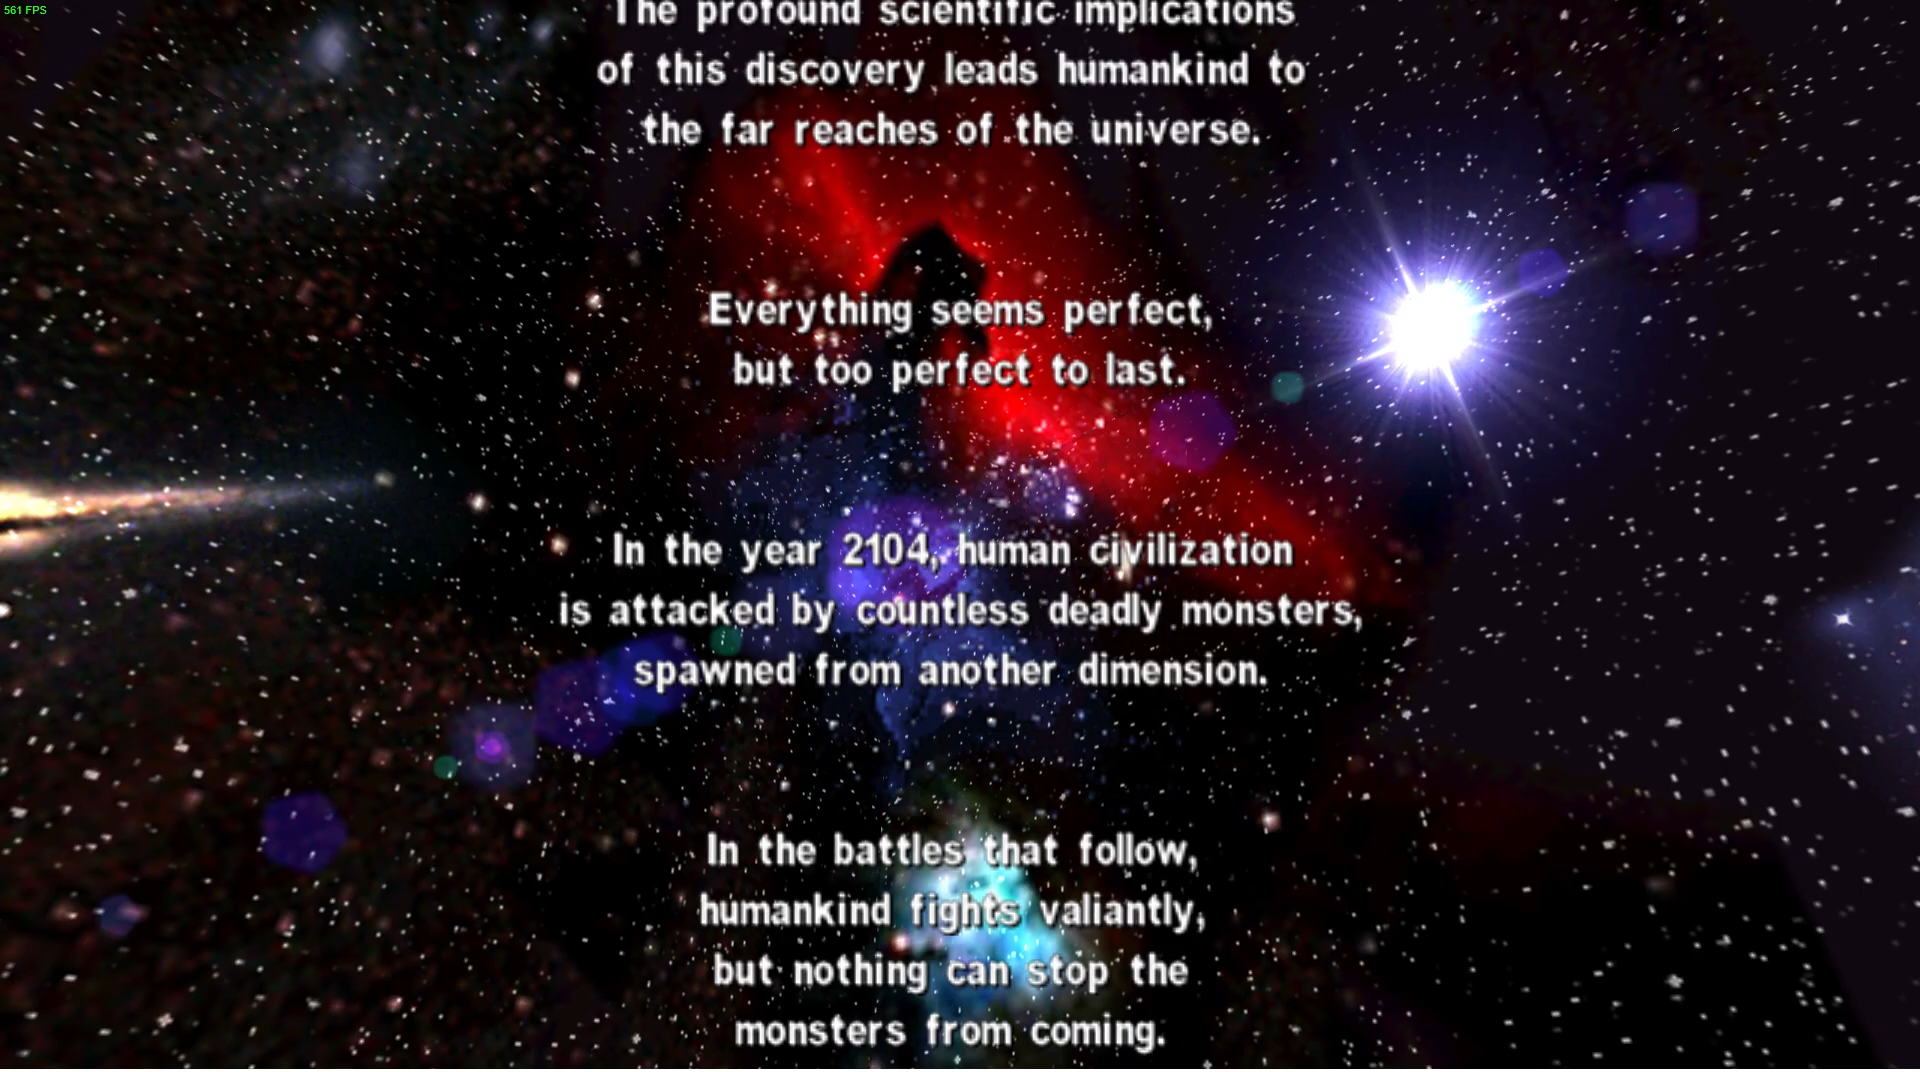 561 FPS
The profound scientific implications
of this discovery leads humankind to
the far reaches of the universe.
Everything seems perfect,
but too perfect to last.
In the year 2104, human civilization
is attacked by countless deadly monsters,
spawned from another dimension.
In the battles that follow,
humankind fights valiantly,
but nothing can stop the
monsters from coming.